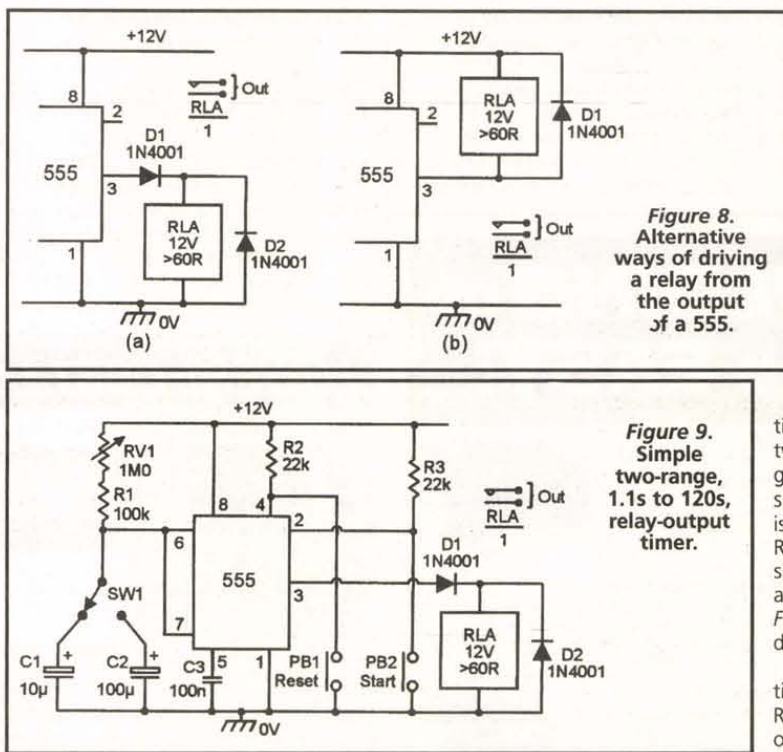 +12V
8
2
555
3
1
D1
1N4001
RLA
12V
>60R
D2
1N4001
Out
RLA
1
0V
(a)
+12V
8
2
555
3
1
RLA
12V
>60R
D1
1N4001
Out
RLA
1
0V
(b)
Figure 8.
Alternative
ways of driving
a relay from
the output
of a 555.
+12V
RV1
1M0
R1
100k
SW1
C1
10µ
+
C2
100µ
+
R2
22k
R3
22k
8
4
6
2
555
3
7
5
1
C3
100n
PB1
Reset
PB2
Start
D1
1N4001
RLA
12V
>60R
D2
1N4001
Out
RLA
1
0V
Figure 9.
Simple
two-range,
1.1s to 120s,
relay-output
timer.
ti
tv
g
s
is
R
s
a
F
d
ti
R
o